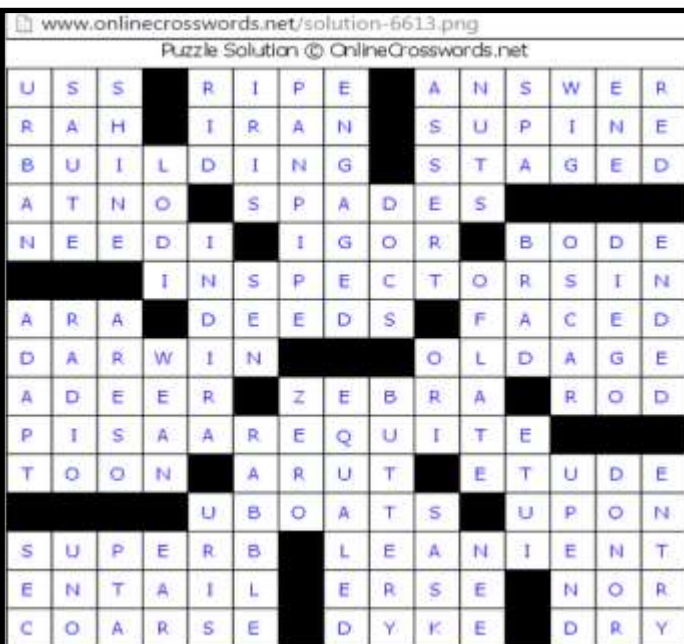 www.onlinecrosswords.net/solution-6613.png
Puzzle Solution © OnlineCrosswords.net
U S S R I P E A N S W E R
R A H I R A N S U P I N E
B U I L D I N G S T A G E D
A T N O S P A D E S
N E E D I I G O R B O D E
I N S P E C T O R S I N
A R A D E E D S F A C E D
D A R W I N O L D A G E
A D E E R Z E B R A R O D
P I S A A R E Q U I T E
T O O N A R U T E T U D E
U B O A T S U P O N
S U P E R B L E A N I E N T
E N T A I L E R S E N O R
C O A R S E D Y K E D R Y